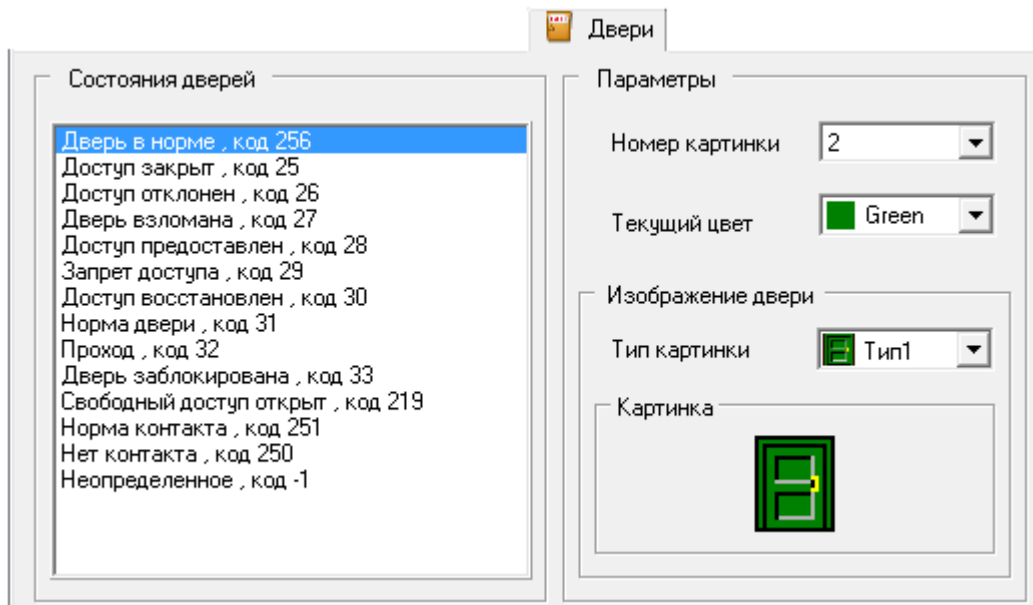 Двери
Состояния дверей
Дверь в норме , код 256
Доступ закрыт , код 25
Доступ отклонен , код 26
Дверь взломана , код 27
Доступ предоставлен , код 28
Запрет доступа , код 29
Доступ восстановлен , код 30
Норма двери , код 31
Проход , код 32
Дверь заблокирована , код 33
Свободный доступ открыт , код 219
Норма контакта , код 251
Нет контакта , код 250
Неопределенное , код -1
Параметры
Номер картинки 2
Текущий цвет Green
Изображение двери
Тип картинки Тип1
Картинка